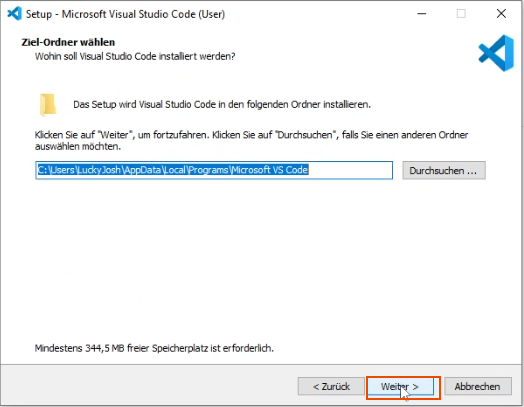 Setup - Microsoft Visual Studio Code (User)
Ziel-Ordner wählen
Wohin soll Visual Studio Code installiert werden?
Das Setup wird Visual Studio Code in den folgenden Ordner installieren.
Klicken Sie auf "Weiter", um fortzufahren. Klicken Sie auf "Durchsuchen", falls Sie einen anderen Ordner
auswählen möchten.
C:\Users\LuckyJosh\AppData\Local\Programs\Microsoft VS Code
Durchsuchen ...
Mindestens 344,5 MB freier Speicherplatz ist erforderlich.
< Zurück
Weiter >
Abbrechen